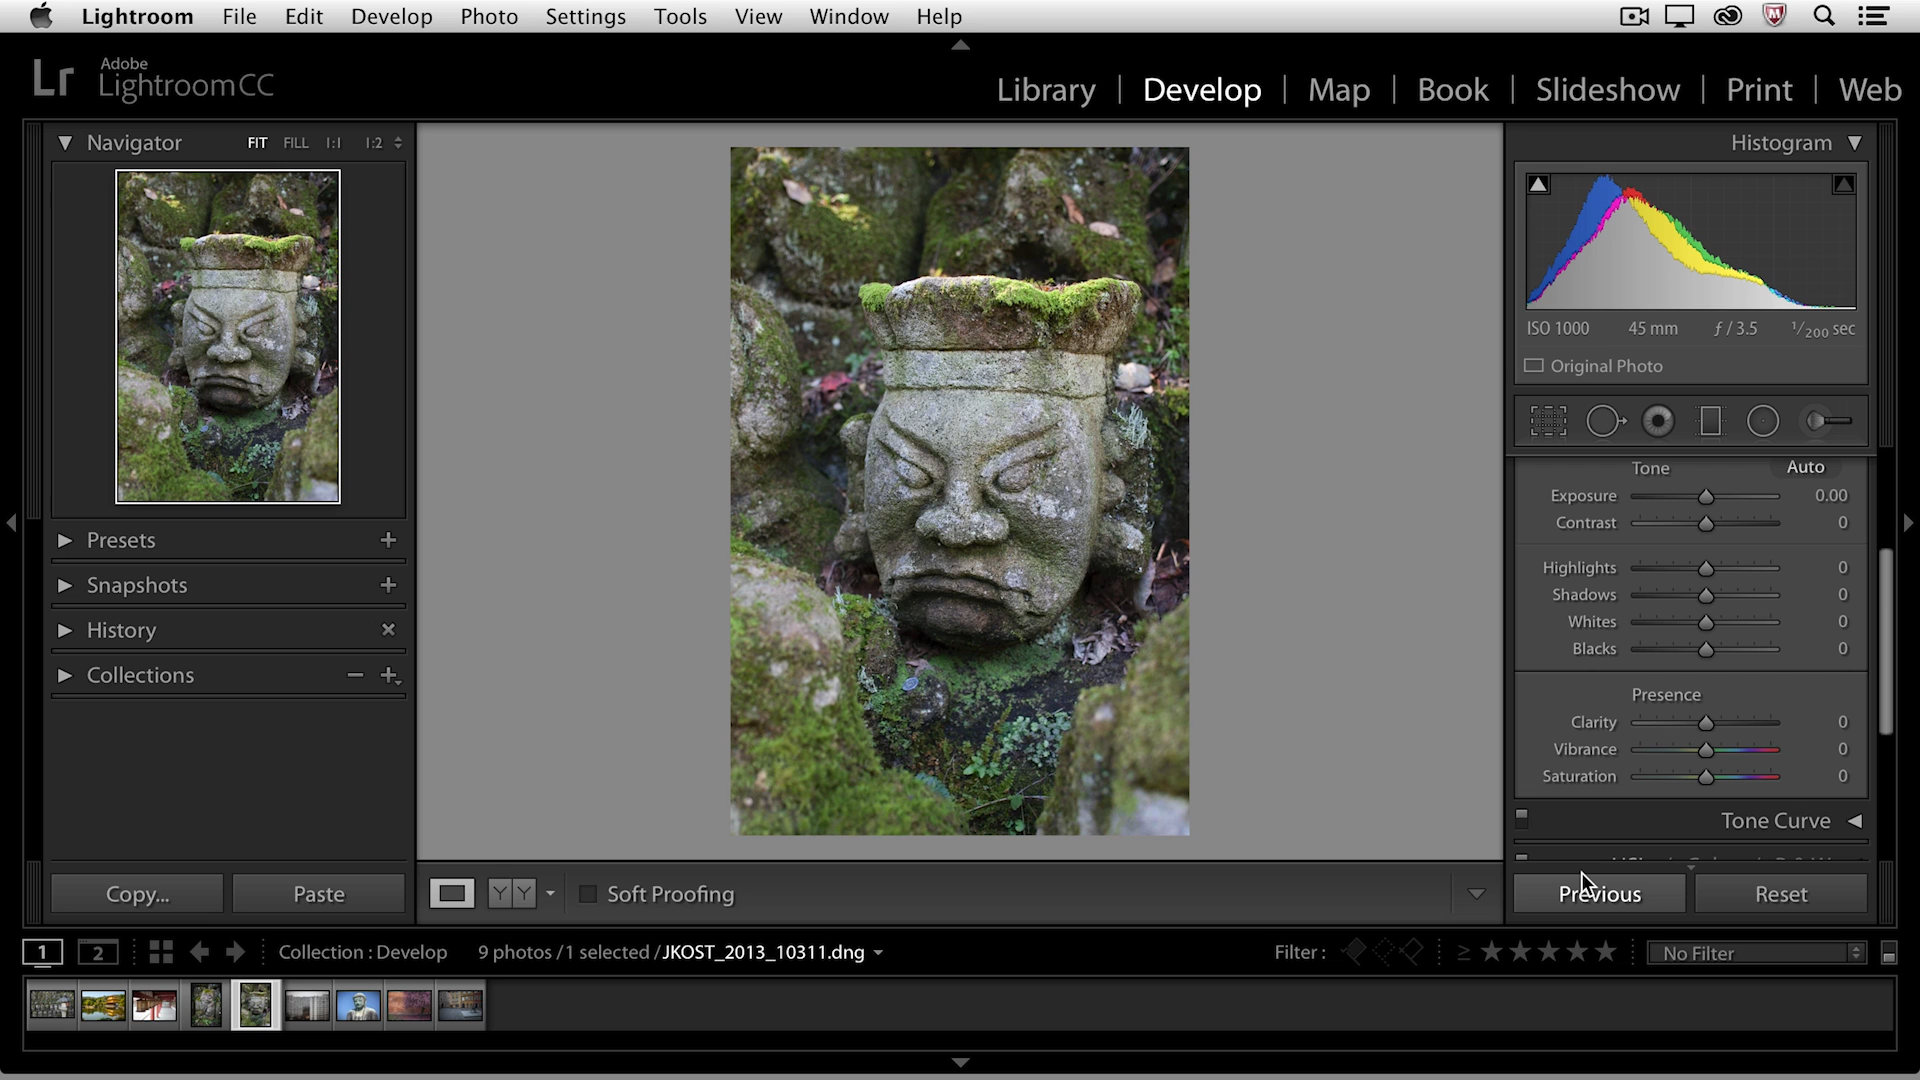 Lightroom File Edit Develop Photo Settings Tools View Window Help
Lr Adobe
Lightroom CC
Library | Develop | Map | Book | Slideshow | Print | Web
Navigator FIT FILL 1:1 1:2
Histogram
ISO 1000 45 mm ƒ / 3.5 1/200 sec
Original Photo
Tone Auto
Exposure 0.00
Contrast 0
Highlights 0
Shadows 0
Whites 0
Blacks 0
Presence
Clarity 0
Vibrance 0
Saturation 0
Tone Curve
Presets +
Snapshots +
History ×
Collections − +
Copy... Paste
Y Y Soft Proofing
Previous Reset
1 2 Collection : Develop 9 photos / 1 selected / JKOST_2013_10311.dng Filter : ≥ ★★★★★ No Filter